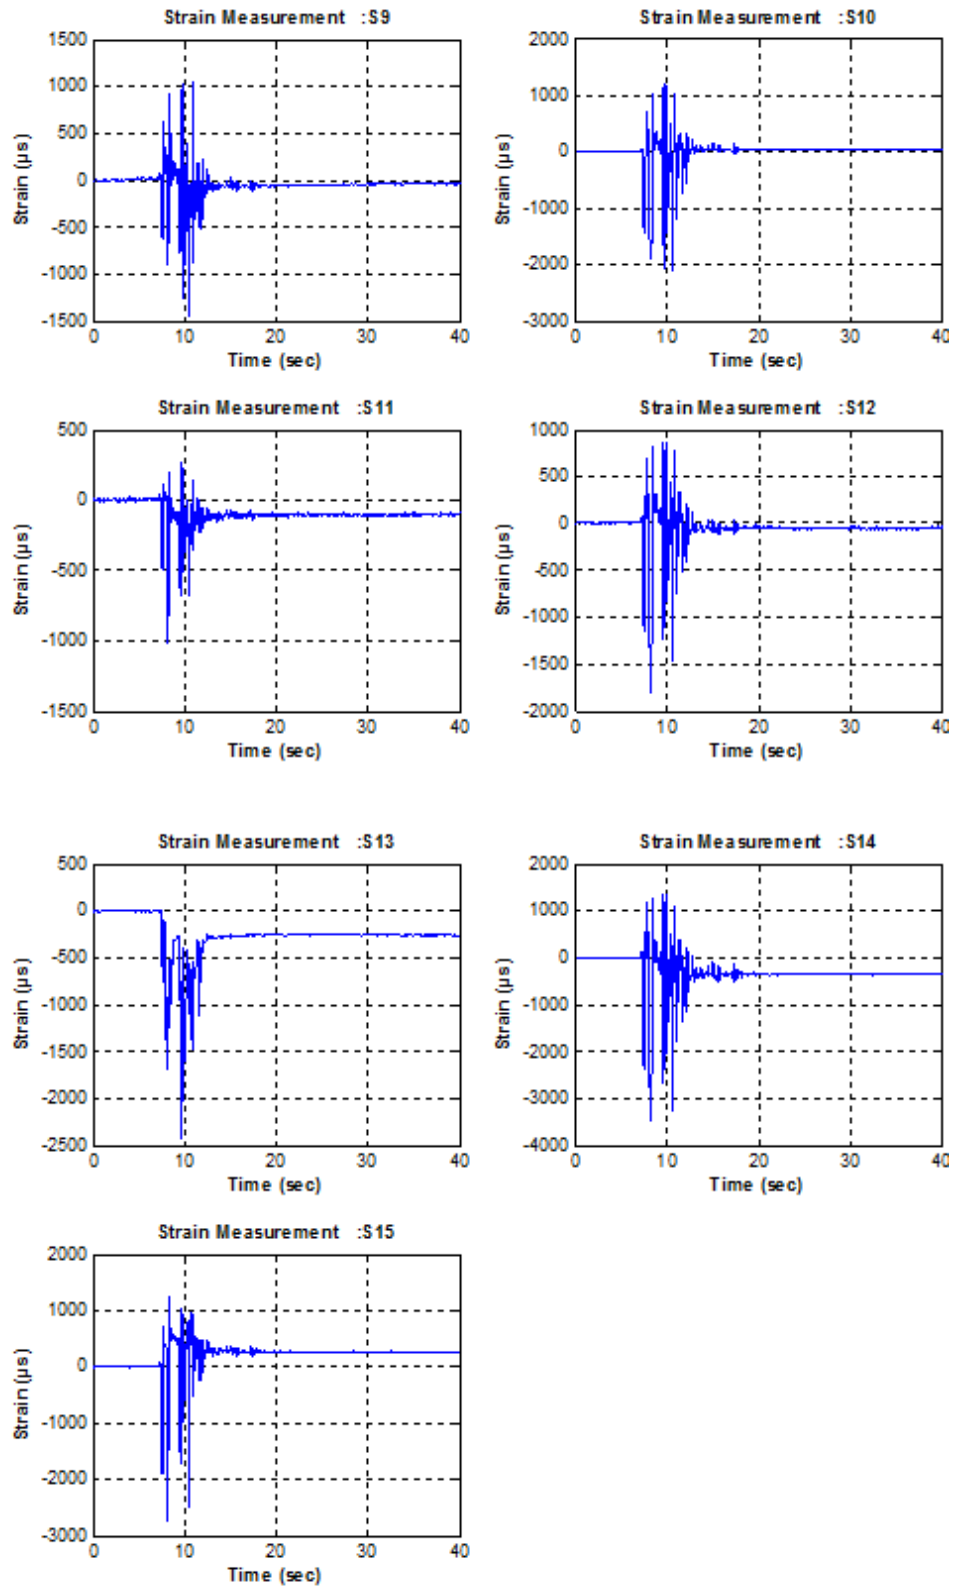 Strain Measurement :S9
1500
1000
500
0
-500
-1000
-1500
Strain (µs)
0 10 20 30 40
Time (sec)
Strain Measurement :S10
2000
1000
0
-1000
-2000
-3000
Strain (µs)
0 10 20 30 40
Time (sec)
Strain Measurement :S11
500
0
-500
-1000
-1500
Strain (µs)
0 10 20 30 40
Time (sec)
Strain Measurement :S12
1000
500
0
-500
-1000
-1500
-2000
Strain (µs)
0 10 20 30 40
Time (sec)
Strain Measurement :S13
500
0
-500
-1000
-1500
-2000
-2500
Strain (µs)
0 10 20 30 40
Time (sec)
Strain Measurement :S14
2000
1000
0
-1000
-2000
-3000
-4000
Strain (µs)
0 10 20 30 40
Time (sec)
Strain Measurement :S15
2000
1000
0
-1000
-2000
-3000
Strain (µs)
0 10 20 30 40
Time (sec)